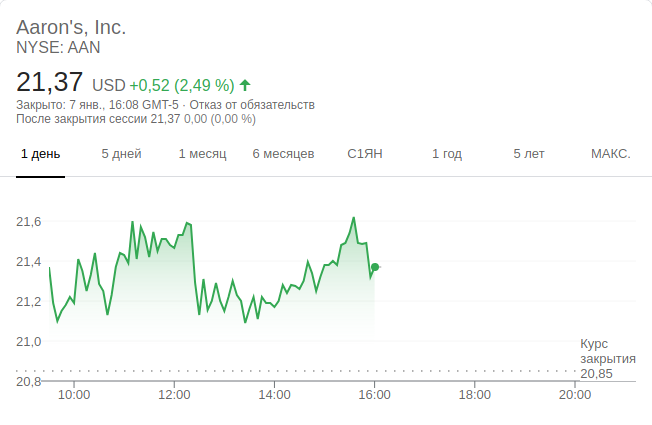 Aaron's, Inc.
NYSE: AAN
21,37 USD +0,52 (2,49 %)
Закрыто: 7 янв., 16:08 GMT-5 · Отказ от обязательств
После закрытия сессии 21,37 0,00 (0,00 %)
1 день 5 дней 1 месяц 6 месяцев С1ЯН 1 год 5 лет МАКС.
21,6
21,4
21,2
21,0
Курс
закрытия
20,85
20,8
10:00 12:00 14:00 16:00 18:00 20:00